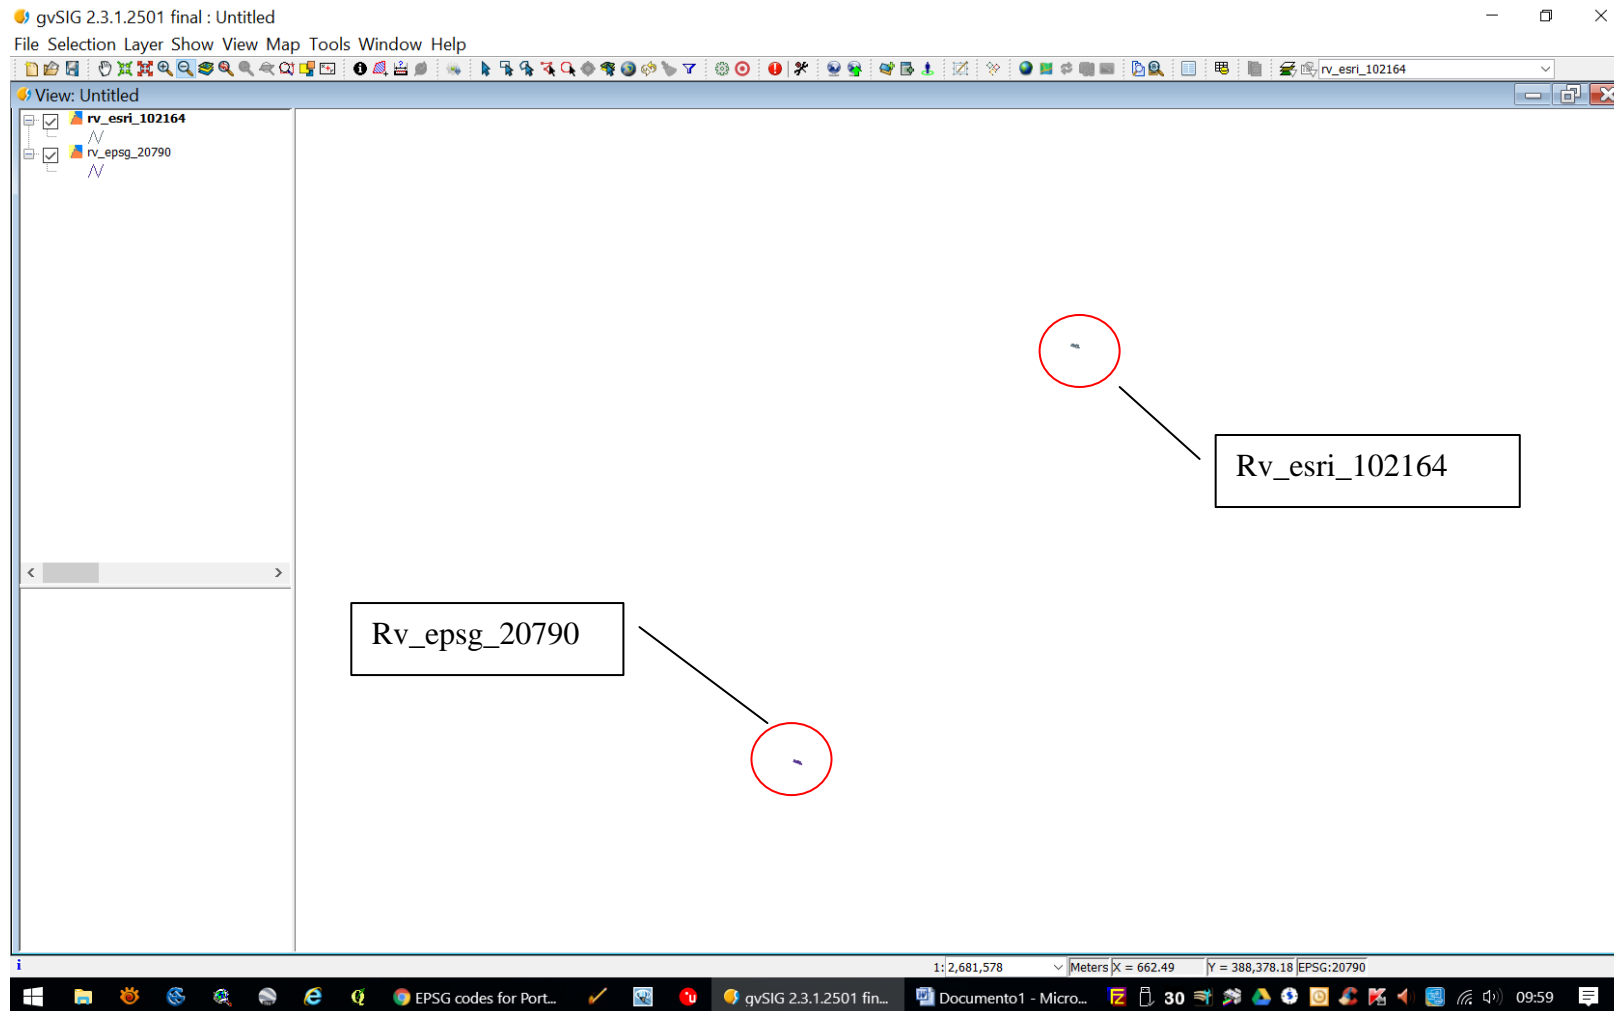 gvSIG 2.3.1.2501 final : Untitled
File Selection Layer Show View Map Tools Window Help
rv_esri_102164
View: Untitled
rv_esri_102164
rv_epsg_20790
Rv_esri_102164
Rv_epsg_20790
1: 2,681,578 Meters X = 662.49 Y = 388,378.18 EPSG:20790
EPSG codes for Port... gvSIG 2.3.1.2501 fin... Documento1 - Micro... 30 09:59